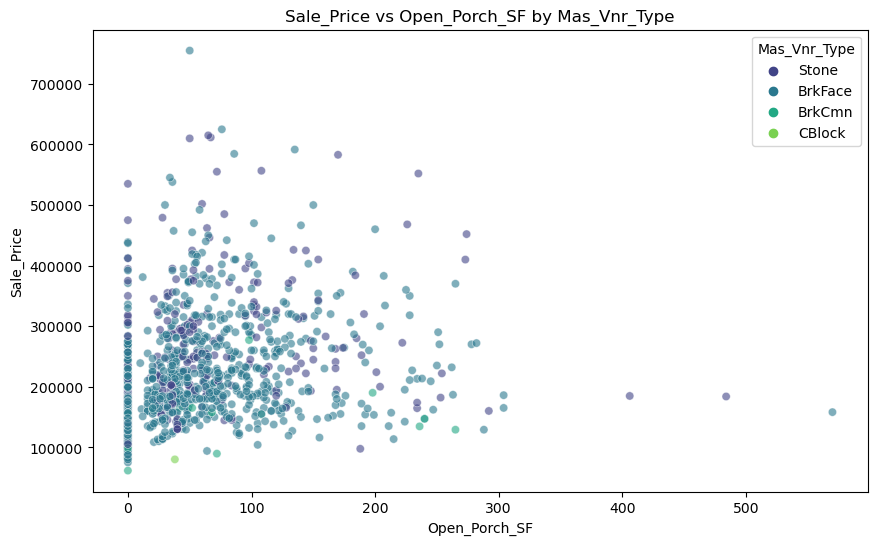 Sale_Price vs Open_Porch_SF by Mas_Vnr_Type
Mas_Vnr_Type
Stone
BrkFace
BrkCmn
CBlock
Sale_Price
700000
600000
500000
400000
300000
200000
100000
0
100
200
300
400
500
Open_Porch_SF